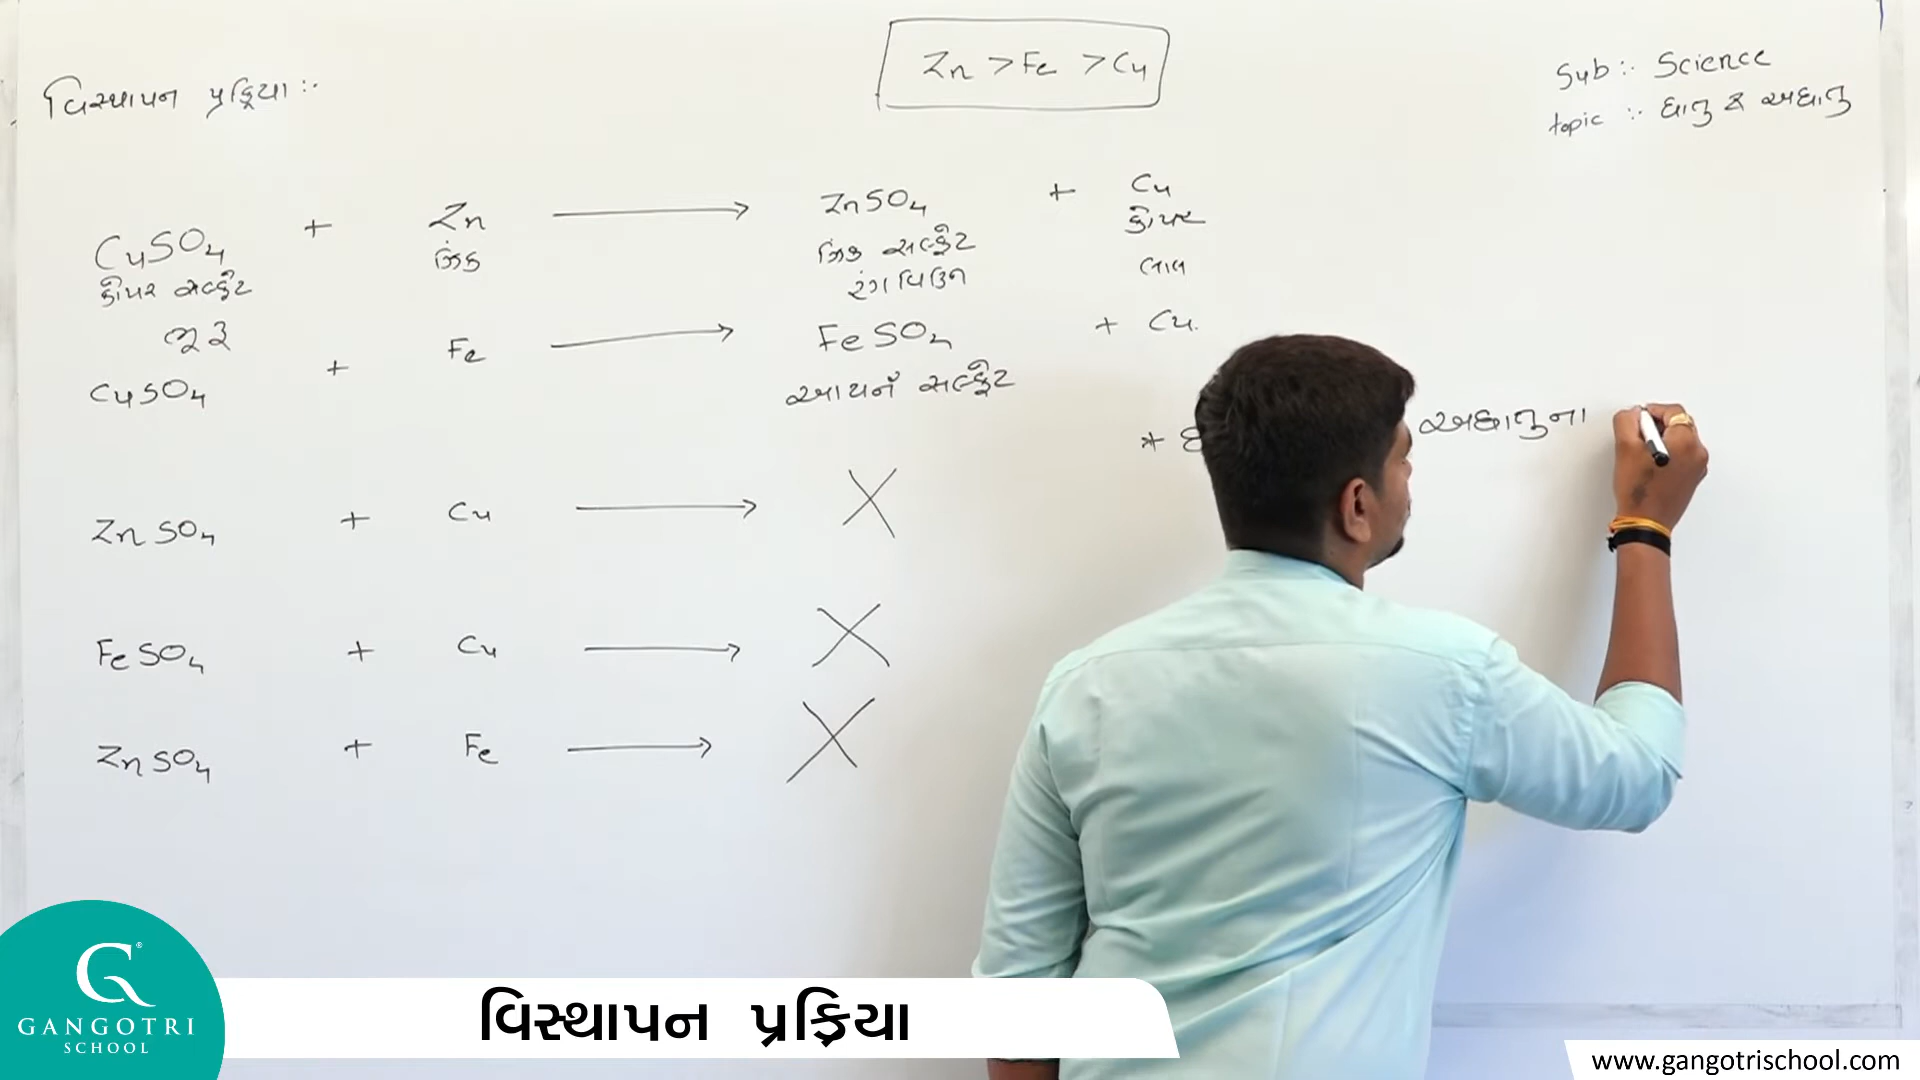 Zn > Fe > Cu
Sub :- Science
topic :- ધાતુ & અધાતુ
વિસ્થાપન પ્રક્રિયા :-
CuSO4 + Zn → ZnSO4 + Cu
કોપર સલ્ફેટ ઝિંક ઝિંક સલ્ફેટ કોપર
ભૂરૂ રંગવિહિન લાલ
CuSO4 + Fe → FeSO4 + Cu.
આયર્ન સલ્ફેટ
* અધાતુના
ZnSO4 + Cu → X
FeSO4 + Cu → X
ZnSO4 + Fe → X
G®
GANGOTRI
SCHOOL
વિસ્થાપન પ્રક્રિયા
www.gangotrischool.com